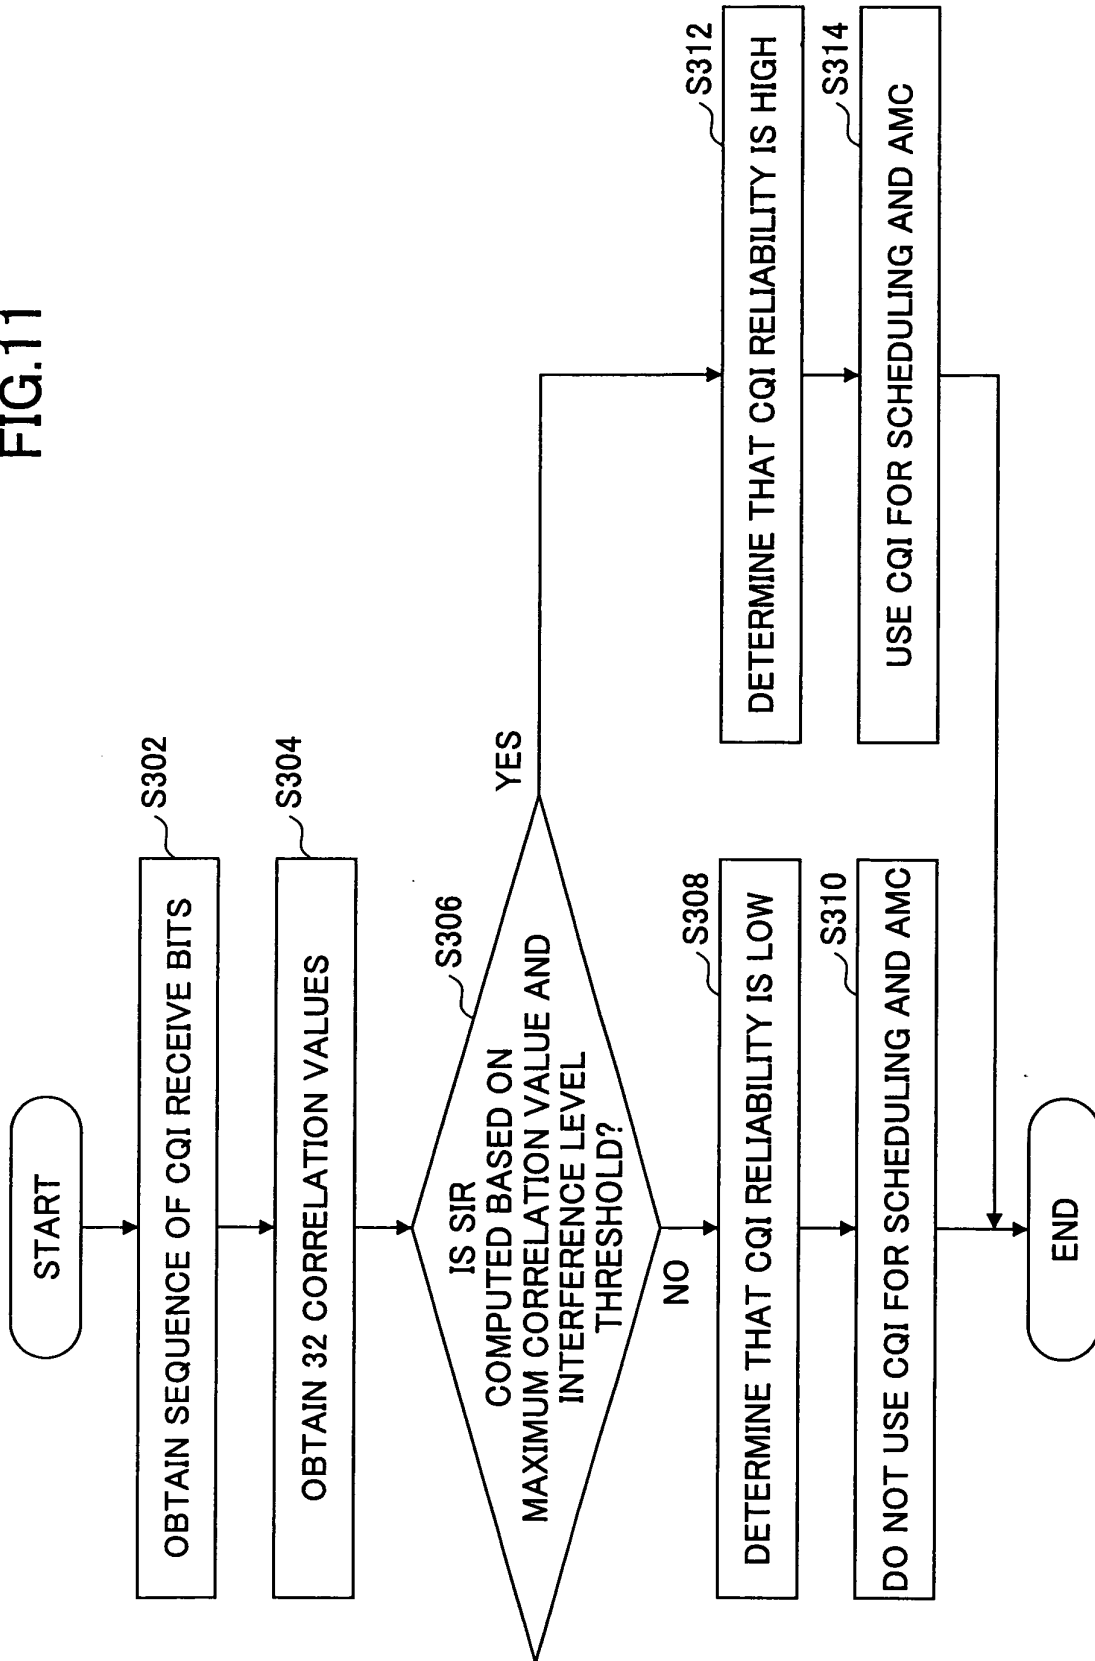 FIG.11
START
S302
OBTAIN SEQUENCE OF CQI RECEIVE BITS
S304
OBTAIN 32 CORRELATION VALUES
S306
IS SIR
COMPUTED BASED ON
MAXIMUM CORRELATION VALUE AND
INTERFERENCE LEVEL
THRESHOLD?
YES
NO
S308
DETERMINE THAT CQI RELIABILITY IS LOW
S310
DO NOT USE CQI FOR SCHEDULING AND AMC
S312
DETERMINE THAT CQI RELIABILITY IS HIGH
S314
USE CQI FOR SCHEDULING AND AMC
END